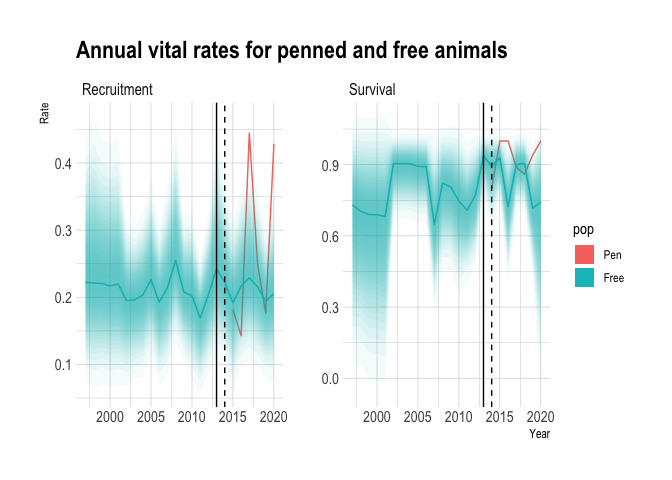 Annual vital rates for penned and free animals
Recruitment
Survival
Rate
0.4
0.3
0.2
0.1
0.9
0.6
0.3
0.0
2000 2005 2010 2015 2020
2000 2005 2010 2015 2020
Year
pop
Pen
Free